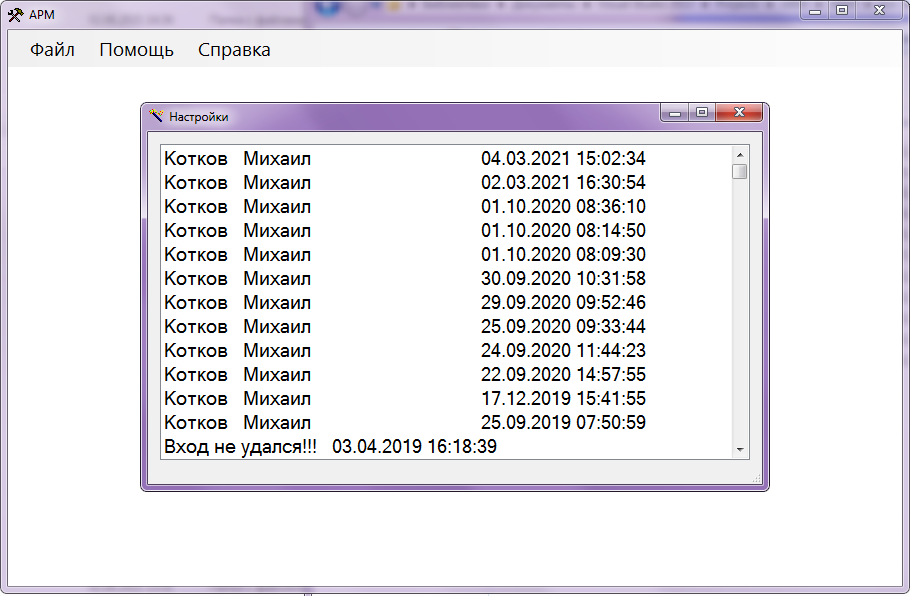 АРМ
Файл Помощь Справка
Настройки
Котков Михаил 04.03.2021 15:02:34
Котков Михаил 02.03.2021 16:30:54
Котков Михаил 01.10.2020 08:36:10
Котков Михаил 01.10.2020 08:14:50
Котков Михаил 01.10.2020 08:09:30
Котков Михаил 30.09.2020 10:31:58
Котков Михаил 29.09.2020 09:52:46
Котков Михаил 25.09.2020 09:33:44
Котков Михаил 24.09.2020 11:44:23
Котков Михаил 22.09.2020 14:57:55
Котков Михаил 17.12.2019 15:41:55
Котков Михаил 25.09.2019 07:50:59
Вход не удался!!! 03.04.2019 16:18:39